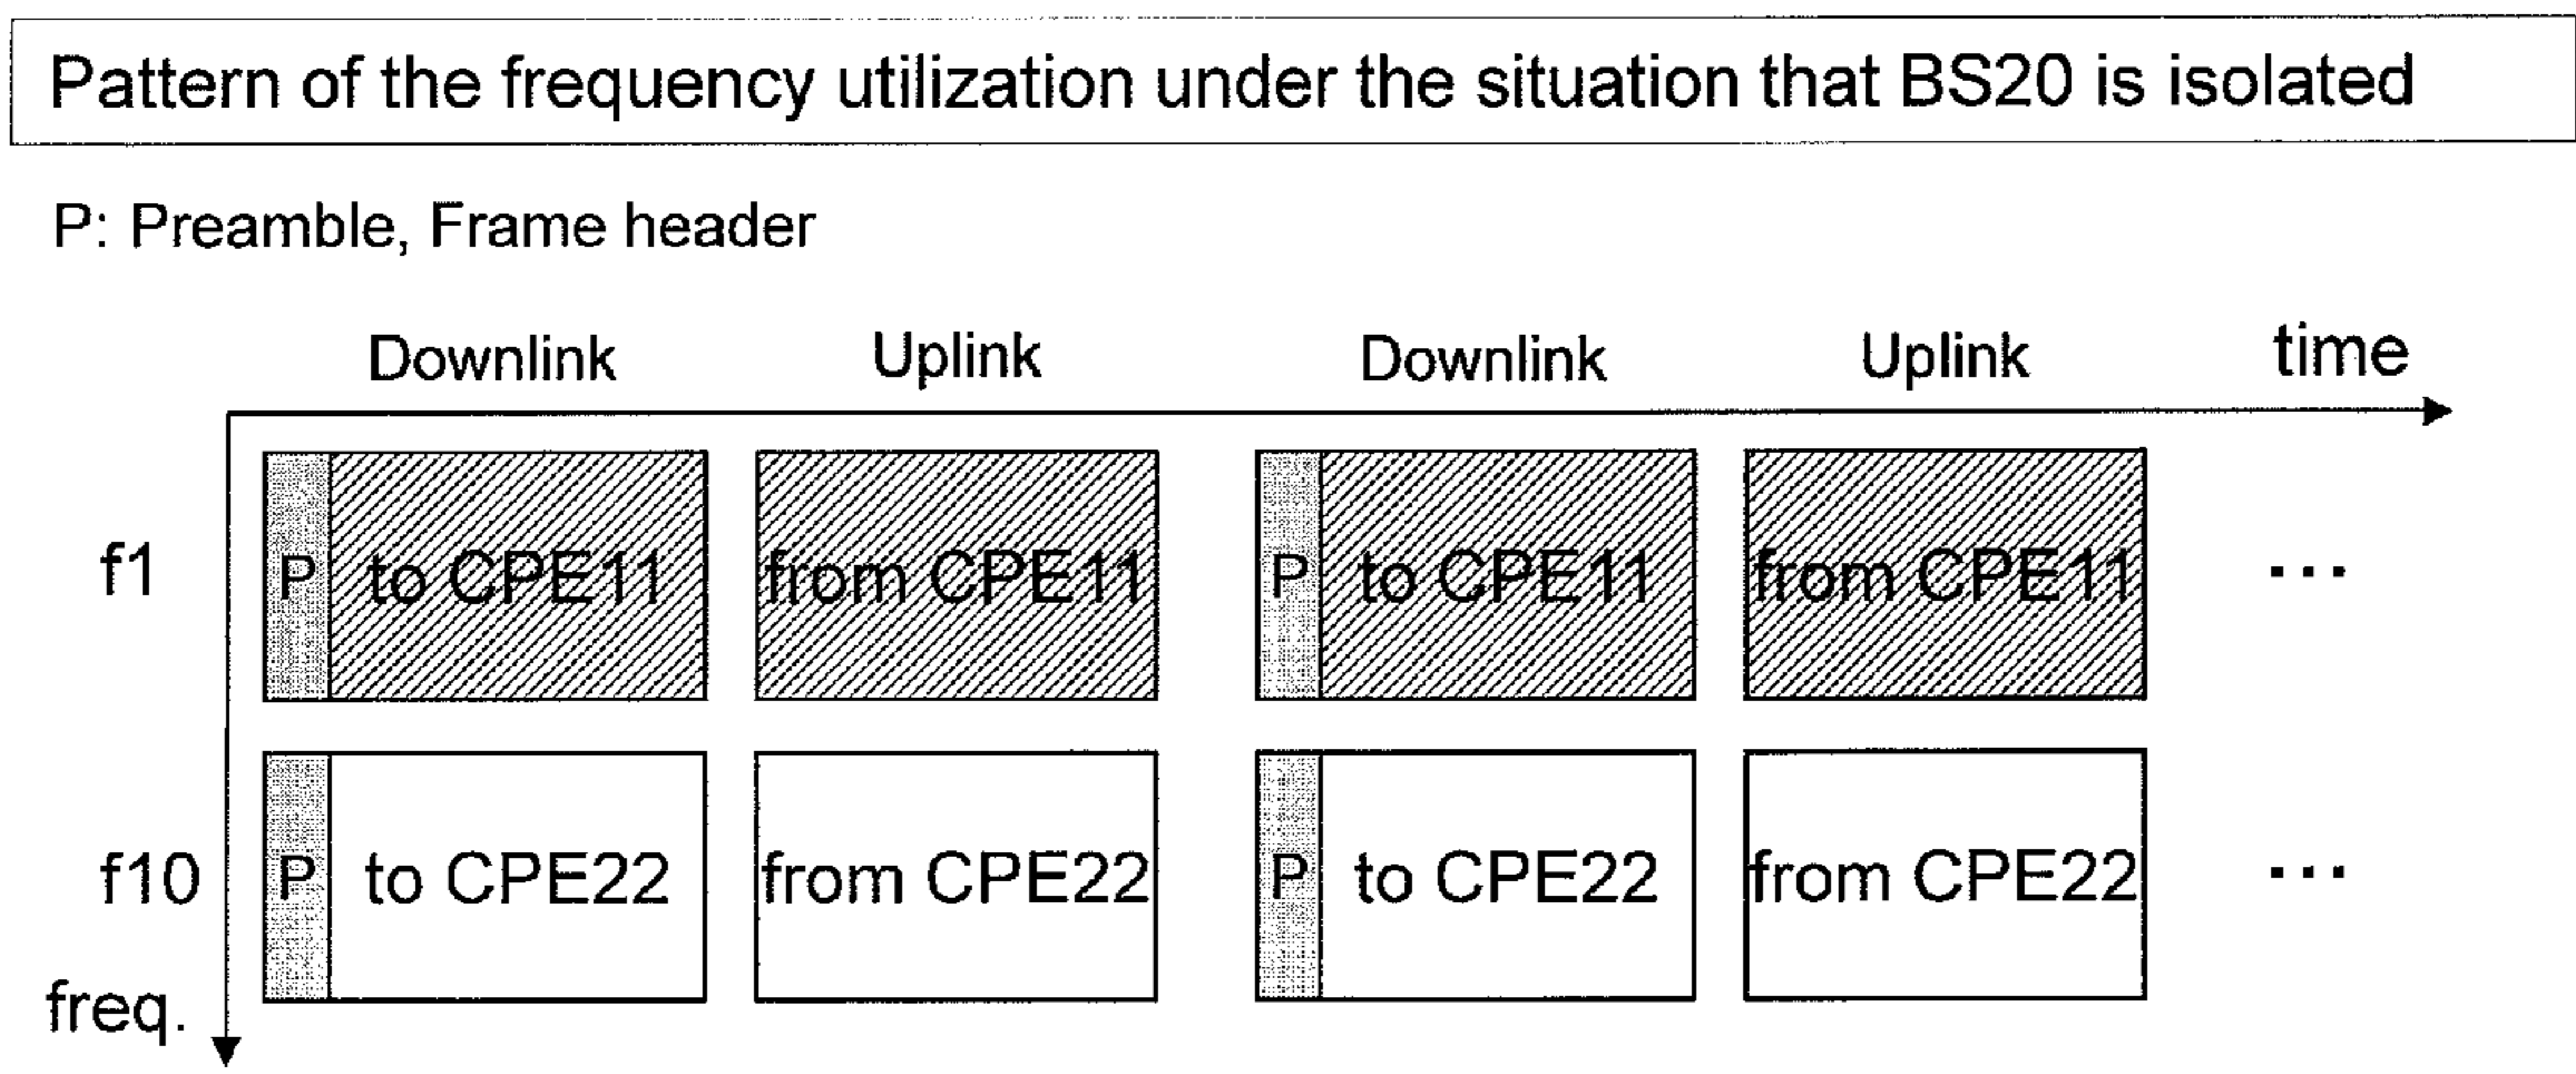 Pattern of the frequency utilization under the situation that BS20 is isolated
P: Preamble, Frame header
Downlink Uplink Downlink Uplink time
f1 P to CPE11 from CPE11 P to CPE11 from CPE11 ...
f10 P to CPE22 from CPE22 P to CPE22 from CPE22 ...
freq.